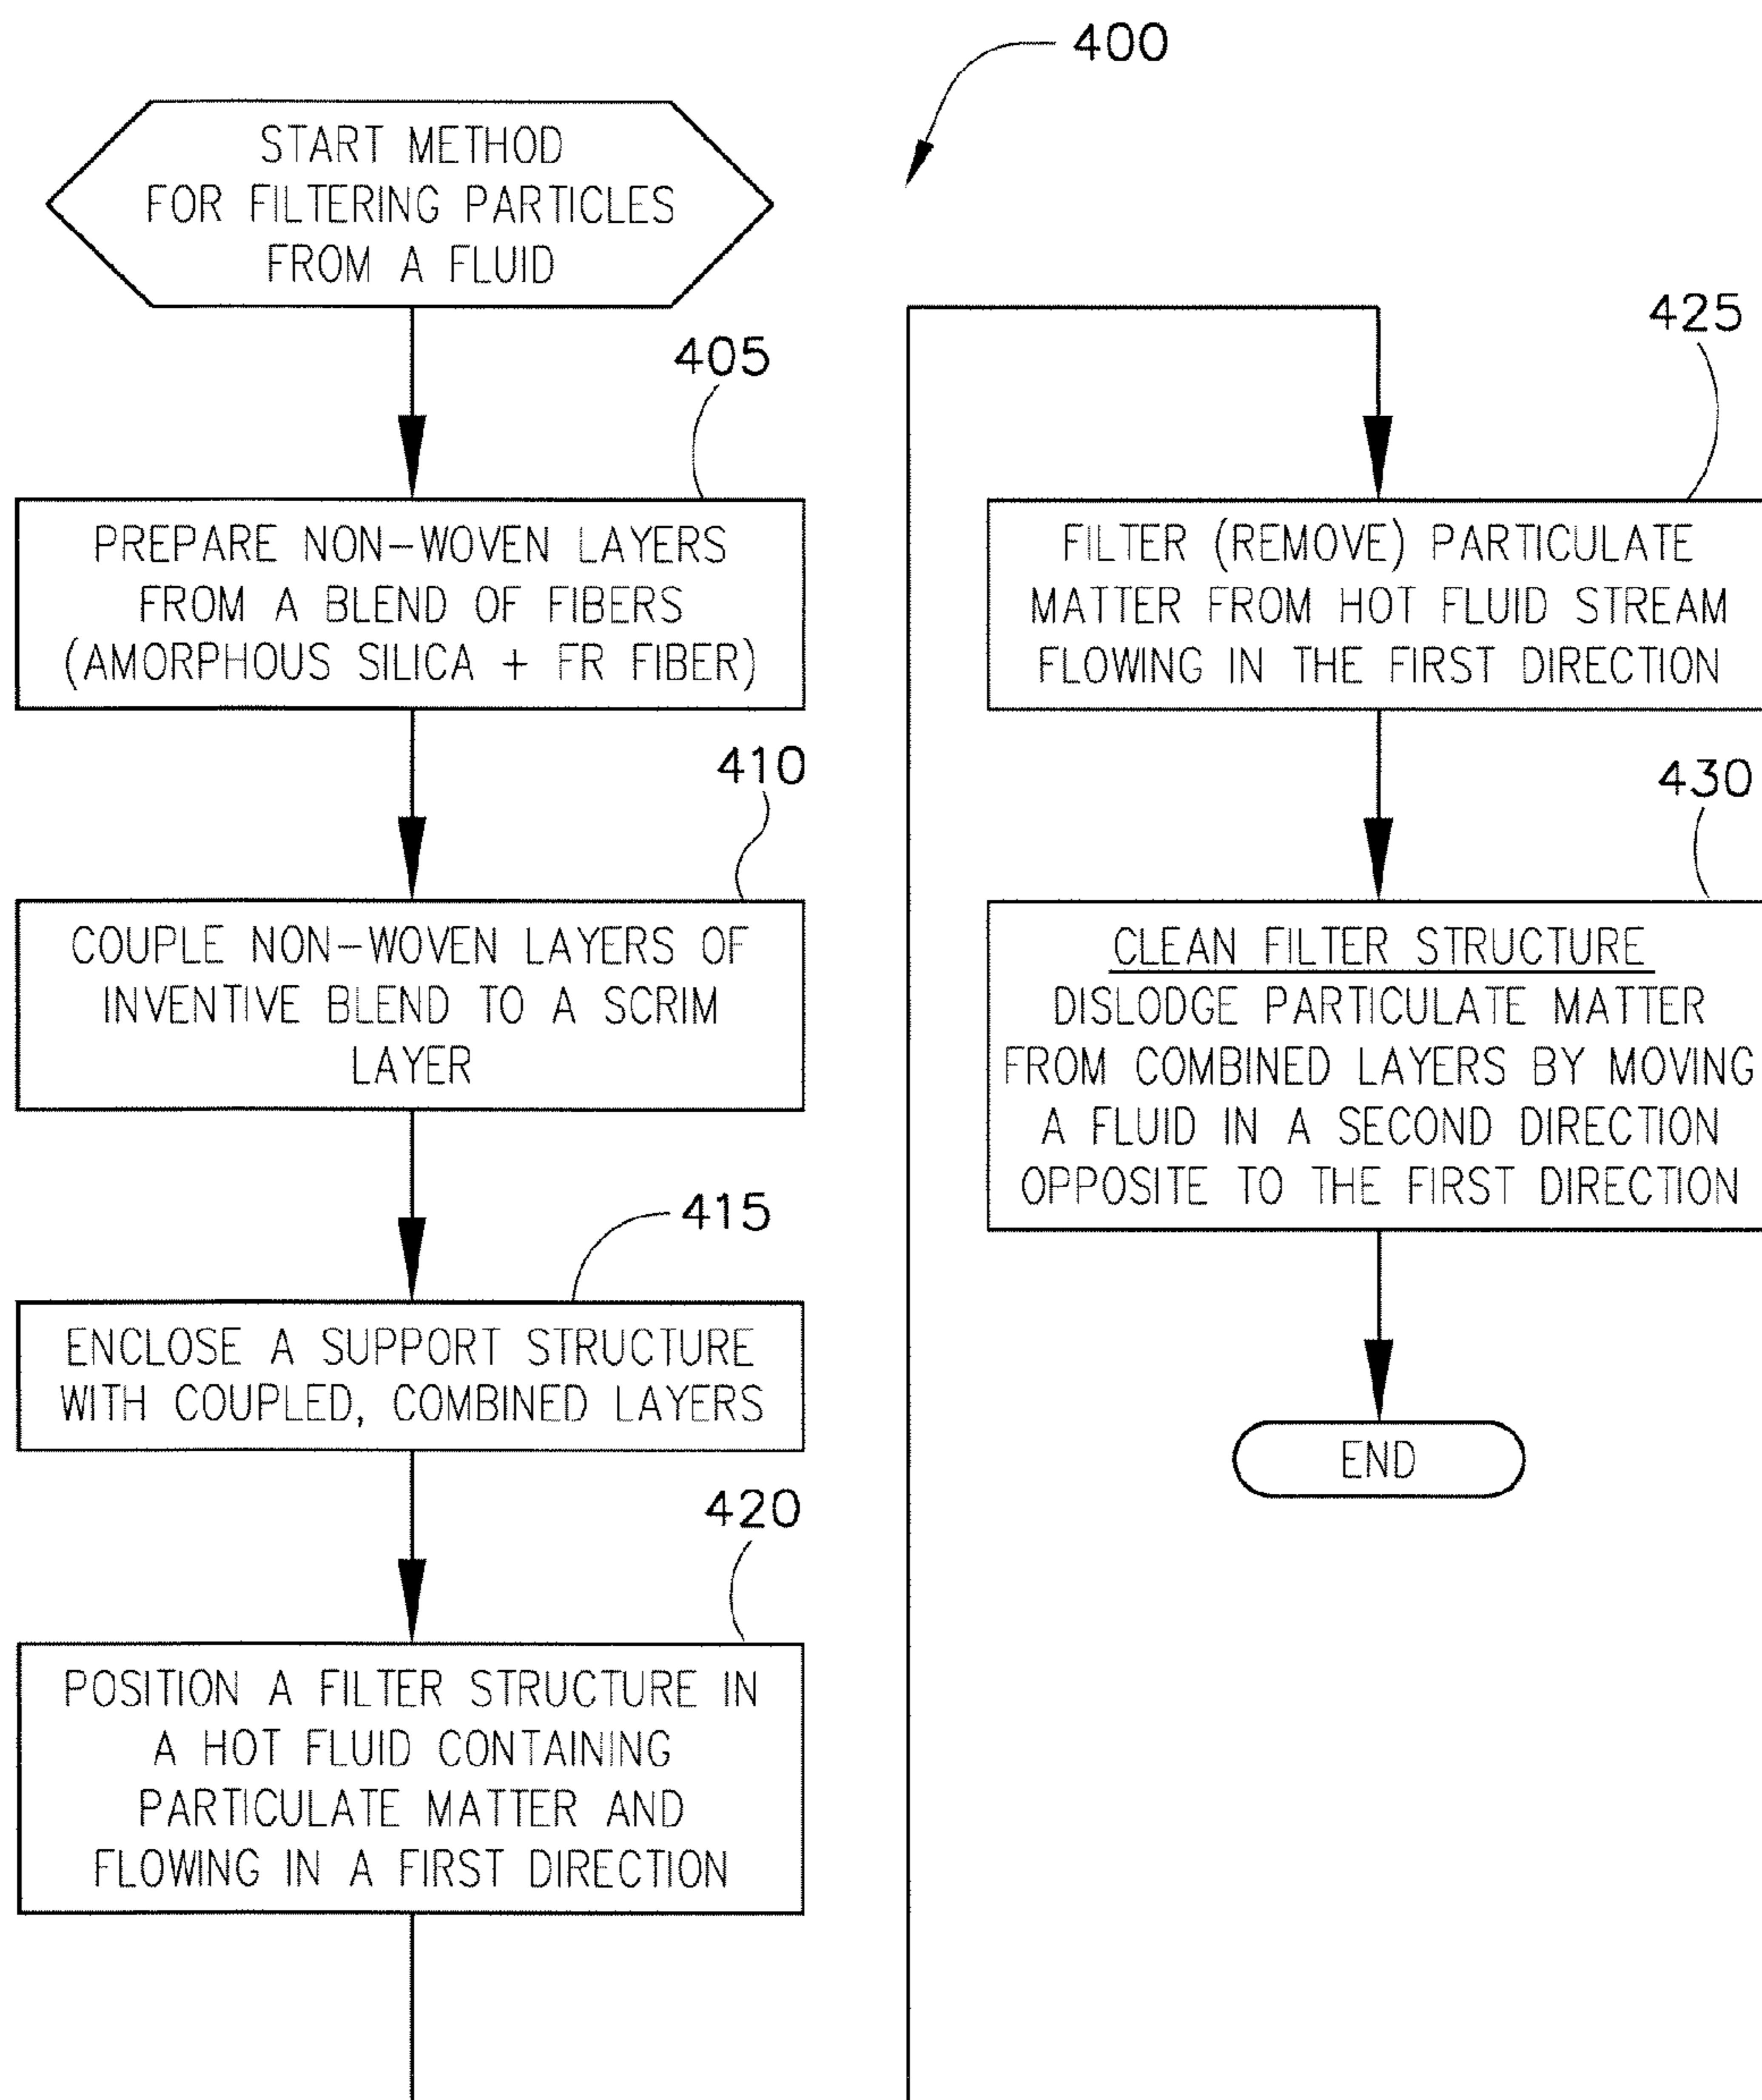 400
START METHOD
FOR FILTERING PARTICLES
FROM A FLUID
405
PREPARE NON-WOVEN LAYERS
FROM A BLEND OF FIBERS
(AMORPHOUS SILICA + FR FIBER)
410
COUPLE NON-WOVEN LAYERS OF
INVENTIVE BLEND TO A SCRIM
LAYER
415
ENCLOSE A SUPPORT STRUCTURE
WITH COUPLED, COMBINED LAYERS
420
POSITION A FILTER STRUCTURE IN
A HOT FLUID CONTAINING
PARTICULATE MATTER AND
FLOWING IN A FIRST DIRECTION
425
FILTER (REMOVE) PARTICULATE
MATTER FROM HOT FLUID STREAM
FLOWING IN THE FIRST DIRECTION
430
CLEAN FILTER STRUCTURE
DISLODGE PARTICULATE MATTER
FROM COMBINED LAYERS BY MOVING
A FLUID IN A SECOND DIRECTION
OPPOSITE TO THE FIRST DIRECTION
END